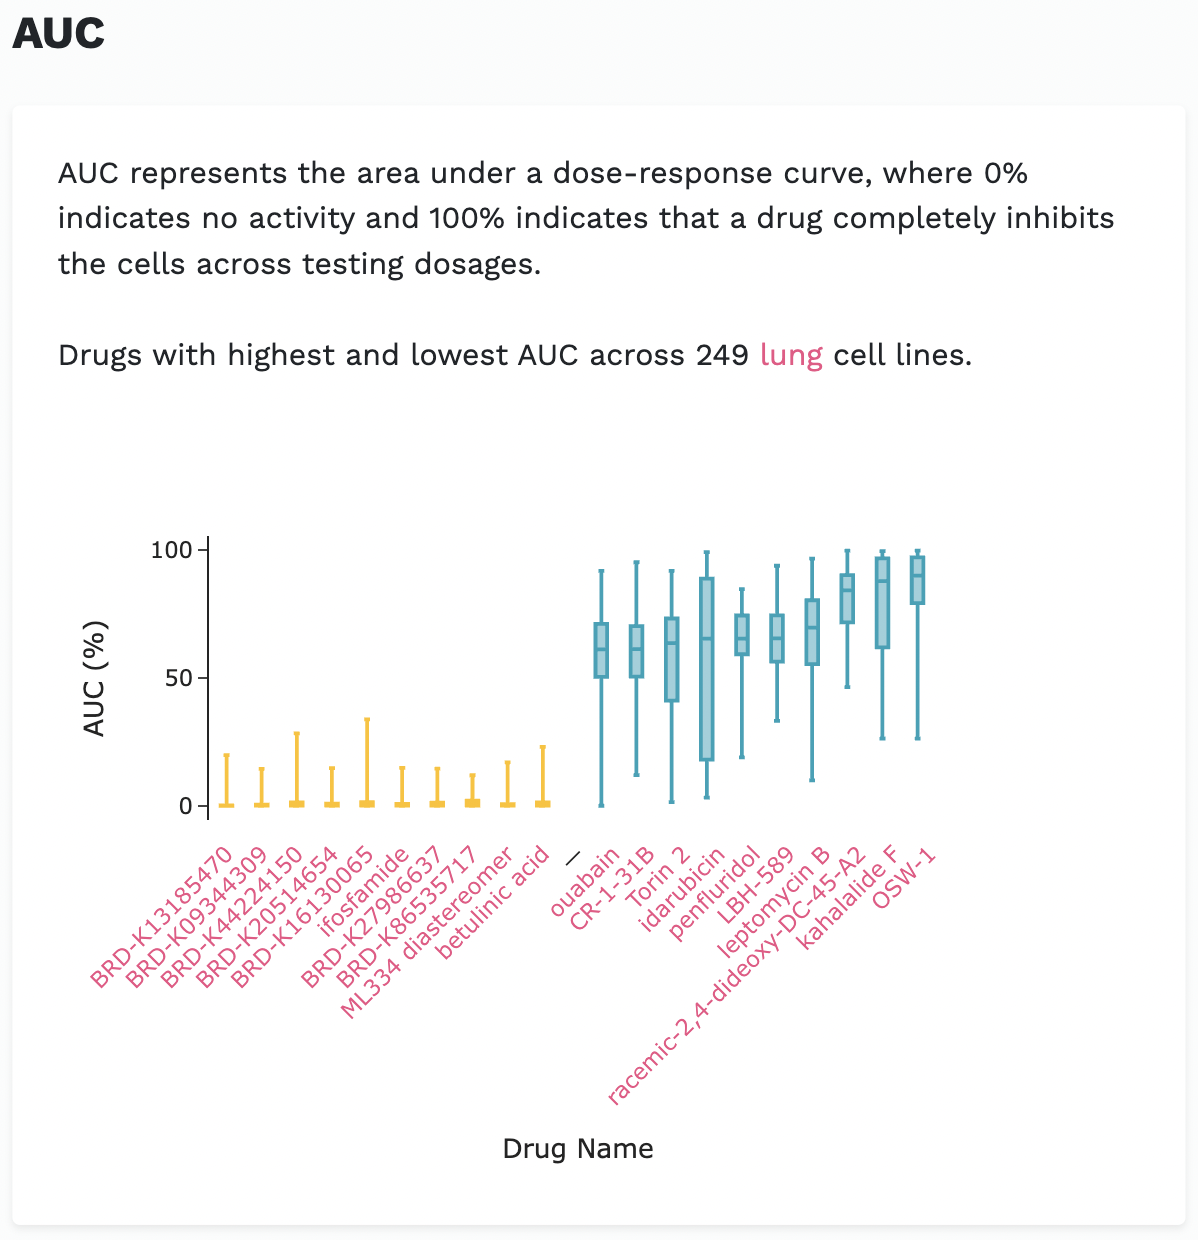 AUC
AUC represents the area under a dose-response curve, where 0%
indicates no activity and 100% indicates that a drug completely inhibits
the cells across testing dosages.
Drugs with highest and lowest AUC across 249 lung cell lines.
100
50
0
AUC (%)
BRD-K13185470
BRD-K09344309
BRD-K44224150
BRD-K20514654
BRD-K16130065
ifosfamide
BRD-K27986637
BRD-K86535717
ML334 diastereomer
betulinic acid
/
ouabain
CR-1-31B
Torin 2
idarubicin
penfluridol
LBH-589
leptomycin B
racemic-2,4-dideoxy-DC-45-A2
kahalalide F
OSW-1
Drug Name